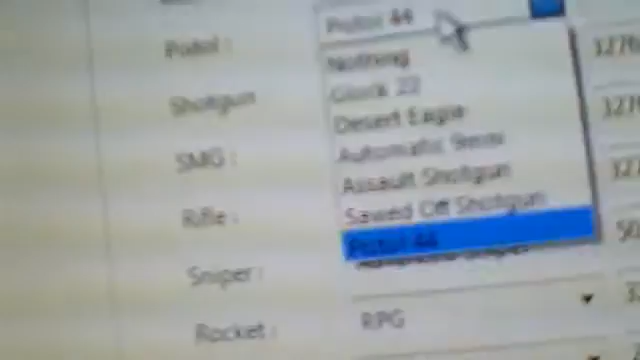 Pistol 44
Pistol :
Nothing
Glock 22
Shotgun
Desert Eagle
Automatic 9mm
SMG :
Assault Shotgun
Sawed Off Shotgun
Rifle :
Pistol 44
Sniper :
Rocket :
RPG